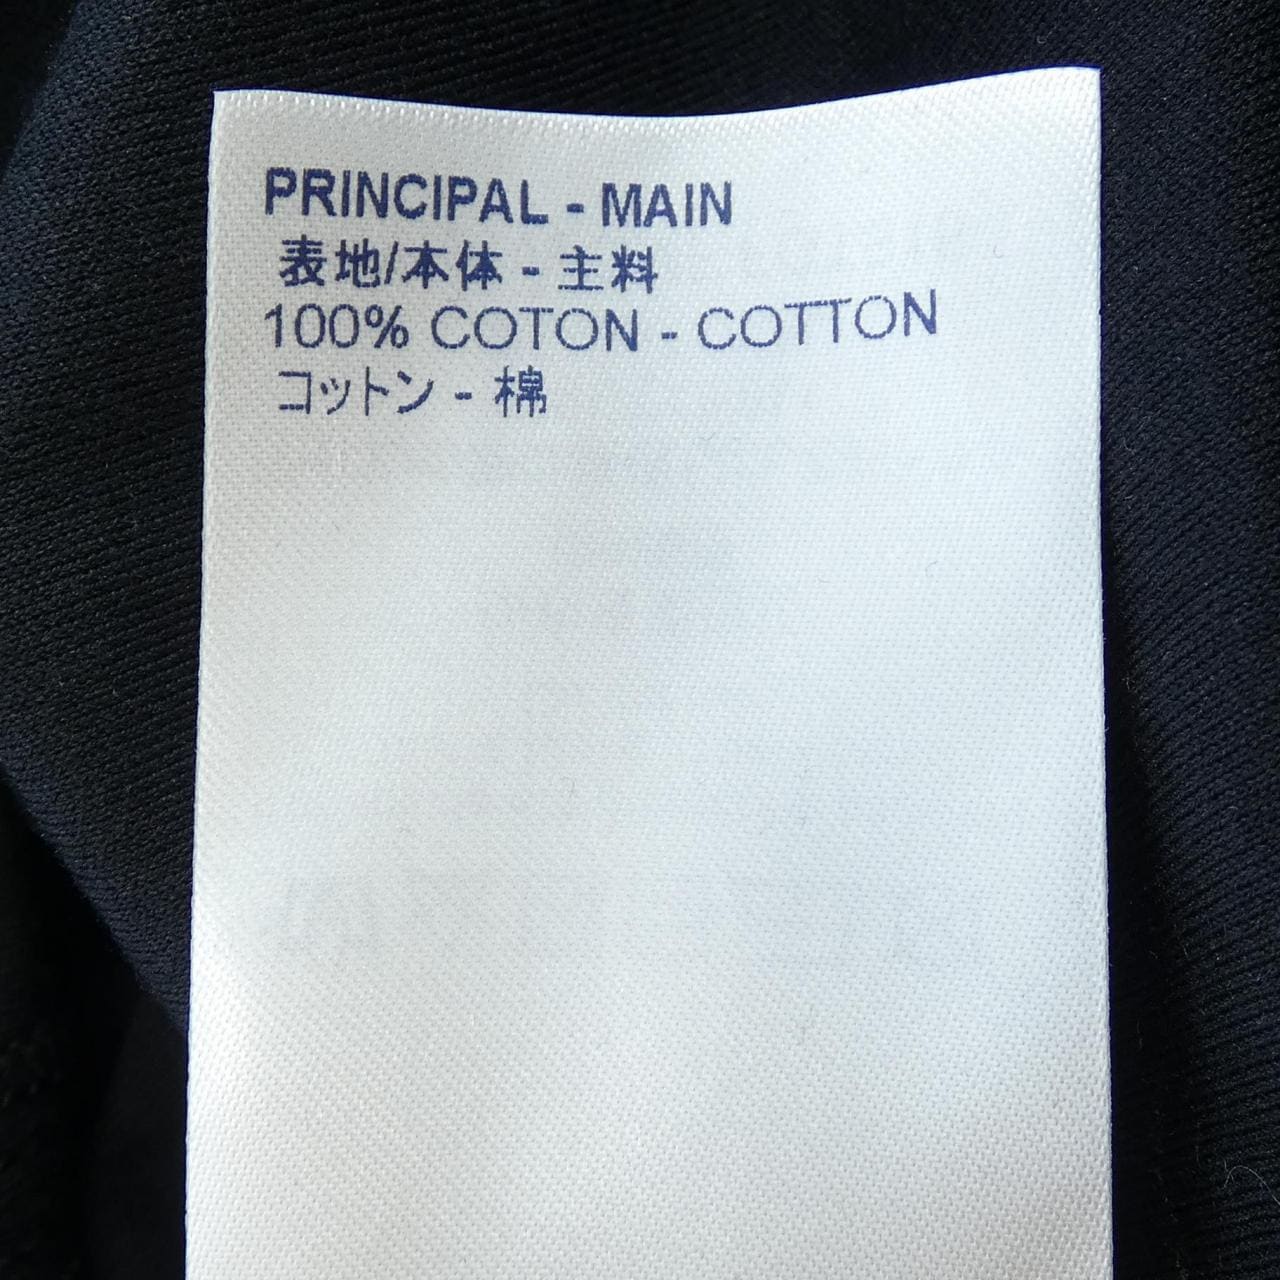 PRINCIPAL - MAIN
表地/本体 - 主料
100% COTON - COTTON
コットン - 棉